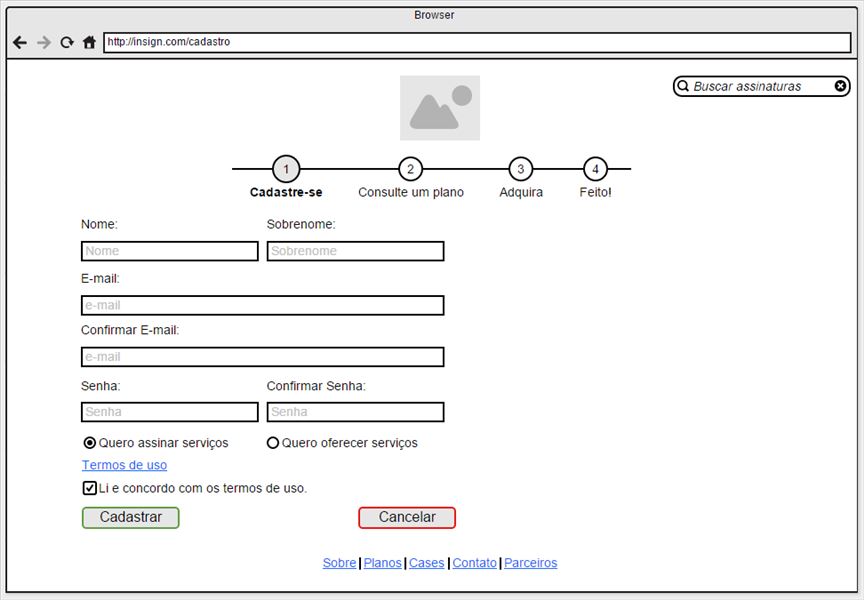 Browser
http://insign.com/cadastro
Buscar assinaturas
1 2 3 4
Cadastre-se Consulte um plano Adquira Feito!
Nome: Sobrenome:
Nome Sobrenome
E-mail:
e-mail
Confirmar E-mail:
e-mail
Senha: Confirmar Senha:
Senha Senha
Quero assinar serviços Quero oferecer serviços
Termos de uso
Li e concordo com os termos de uso.
Cadastrar Cancelar
Sobre|Planos|Cases|Contato|Parceiros